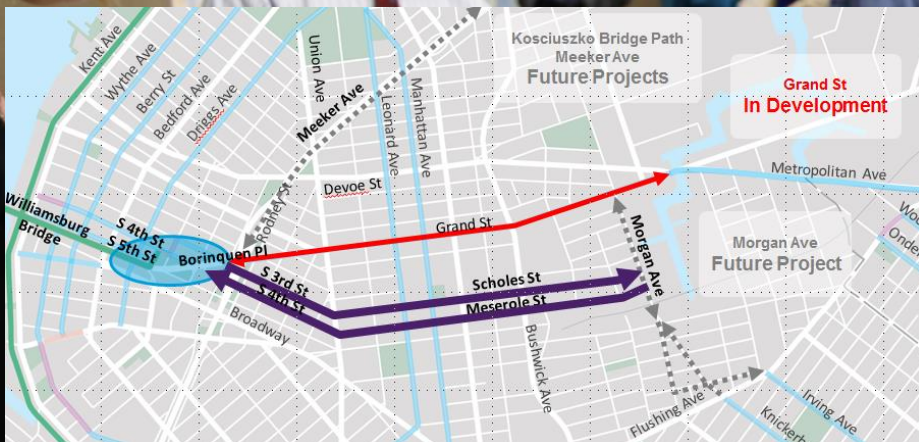 Kent Ave
Wythe Ave
Berry St
Bedford Ave
Driggs Ave
Union Ave
Meeker Ave
Leonard Ave
Manhattan Ave
Kosciuszko Bridge Path
Meeker Ave
Future Projects
Grand St
In Development
Metropolitan Ave
Devoe St
Rodney St
Grand St
Williamsburg
Bridge
S 4th St
S 5th St
Borinquen Pl
S 3rd St
S 4th St
Scholes St
Meserole St
Morgan Ave
Morgan Ave
Future Project
Broadway
Bushwick Ave
Flushing Ave
Irving Ave